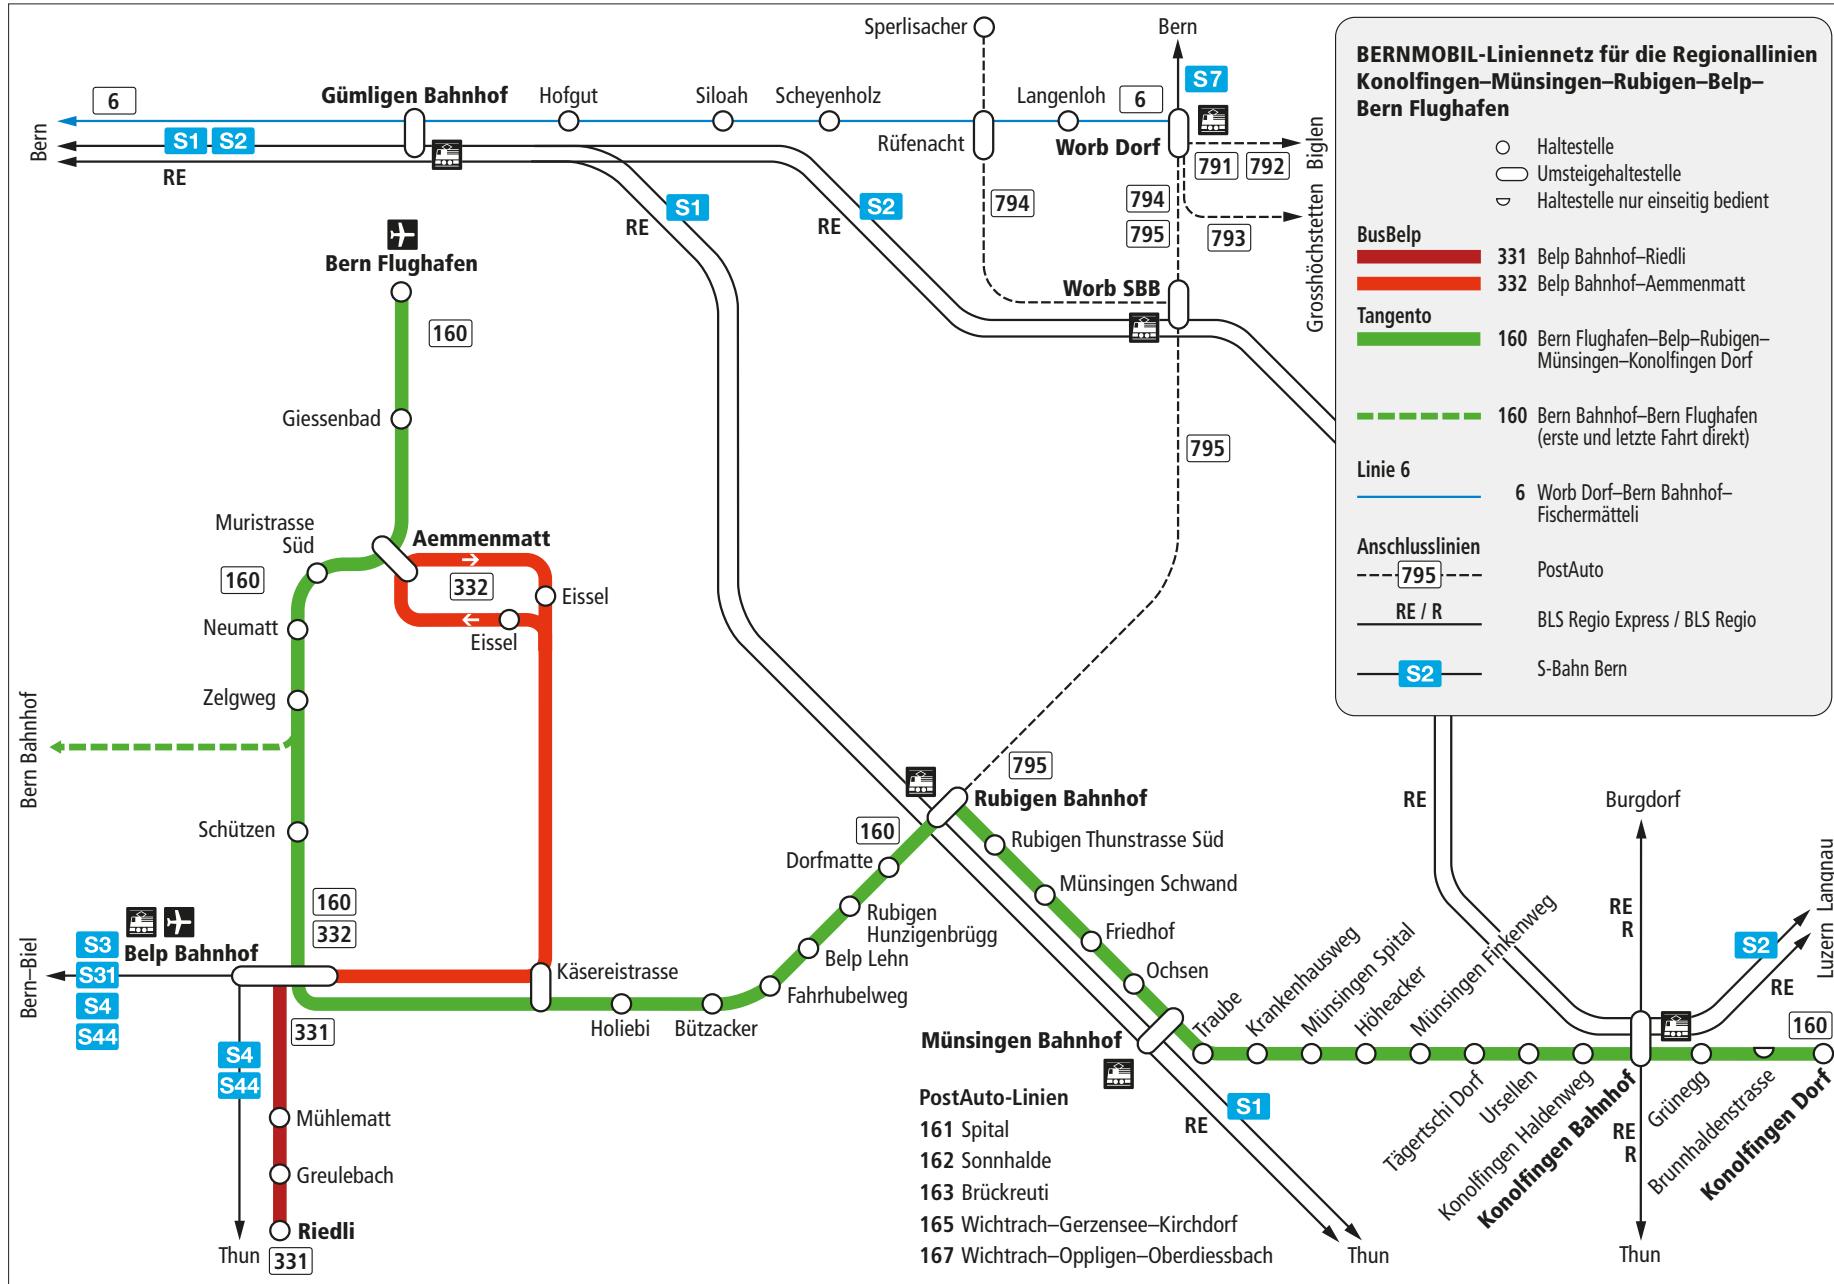 Sperlisacher
Bern
S7
6
Gümligen Bahnhof
Hofgut
Siloah
Scheyenholz
Langenloh
6
Bern
S1
S2
RE
Rüfenacht
Worb Dorf
791
792
Biglen
794
794
795
793
Grosshöchstetten
RE
S1
S2
RE
Worb SBB
Bern Flughafen
160
Giessenbad
795
Muristrasse
Süd
Aemmenmatt
160
332
Eissel
Eissel
Neumatt
Zelgweg
Bern Bahnhof
Schützen
795
Rubigen Bahnhof
160
Rubigen Thunstrasse Süd
Dorfmatte
Münsingen Schwand
Rubigen
Hunzigenbrügg
Friedhof
Belp Lehn
Ochsen
Fahrhubelweg
160
332
Bern–Biel
S3
S31
S4
S44
Belp Bahnhof
Käsereistrasse
Holiebi
Bützacker
331
S4
S44
Mühlematt
Greulebach
Riedli
Thun
331
Münsingen Bahnhof
Traube
Krankenhausweg
Münsingen Spital
Höheacker
Münsingen Finkenweg
Tägertschi Dorf
Ursellen
Konolfingen Haldenweg
Konolfingen Bahnhof
Grünegg
Brunnhaldenstrasse
Konolfingen Dorf
160
RE
Burgdorf
RE
R
S2
RE
Luzern
Langnau
RE
R
Thun
S1
RE
Thun
PostAuto-Linien
161 Spital
162 Sonnhalde
163 Brückreuti
165 Wichtrach–Gerzensee–Kirchdorf
167 Wichtrach–Oppligen–Oberdiessbach
BERNMOBIL-Liniennetz für die Regionallinien
Konolfingen–Münsingen–Rubigen–Belp–
Bern Flughafen
Haltestelle
Umsteigehaltestelle
Haltestelle nur einseitig bedient
BusBelp
331 Belp Bahnhof–Riedli
332 Belp Bahnhof–Aemmenmatt
Tangento
160 Bern Flughafen–Belp–Rubigen–
Münsingen–Konolfingen Dorf
160 Bern Bahnhof–Bern Flughafen
(erste und letzte Fahrt direkt)
Linie 6
6 Worb Dorf–Bern Bahnhof–
Fischermätteli
Anschlusslinien
795 PostAuto
RE / R BLS Regio Express / BLS Regio
S2 S-Bahn Bern